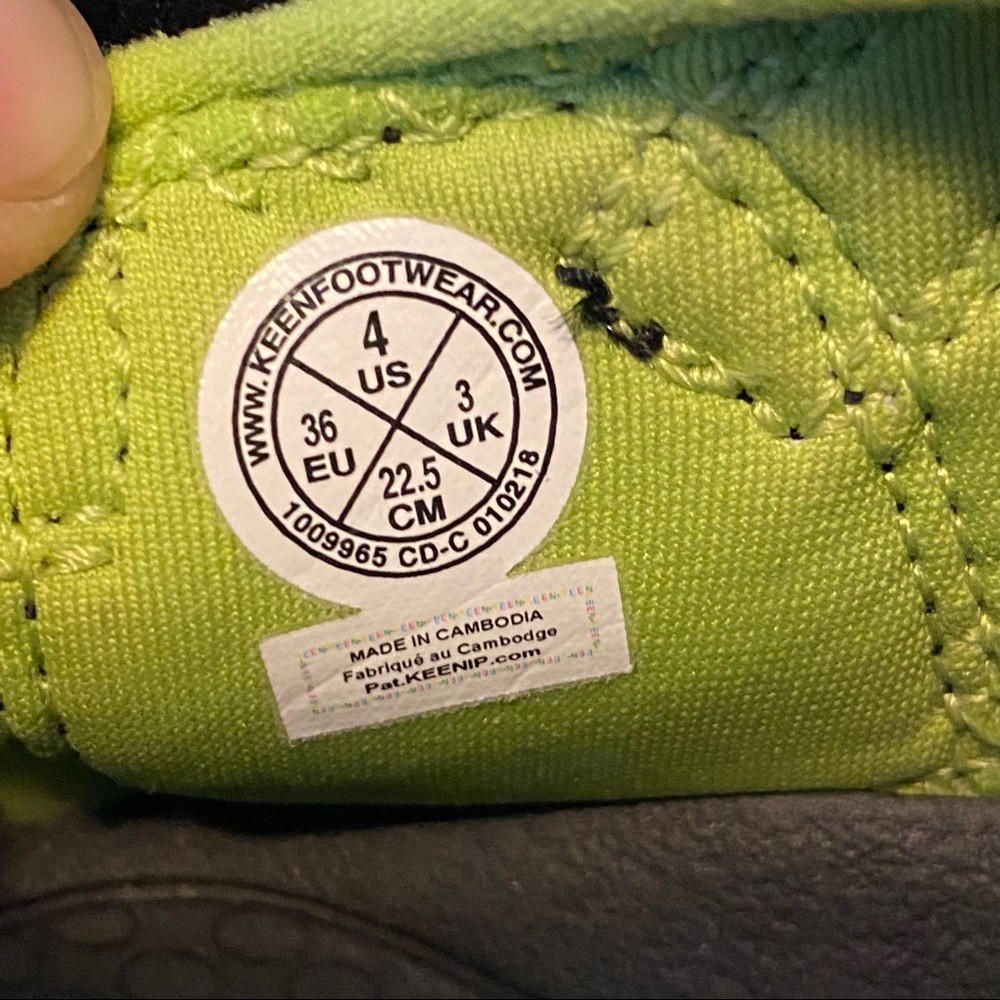 WWW.KEENFOOTWEAR.COM
4
US
3
UK
36
EU
22.5
CM
1009965 CD-C 010218
MADE IN CAMBODIA
Fabriqué au Cambodge
Pat.KEENIP.com